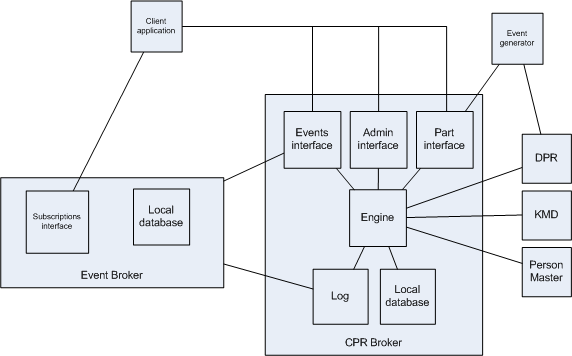 Client
application
Event
generator
Events
interface
Admin
interface
Part
interface
DPR
Subscriptions
interface
Local
database
Engine
KMD
Person
Master
Event Broker
Log
Local
database
CPR Broker